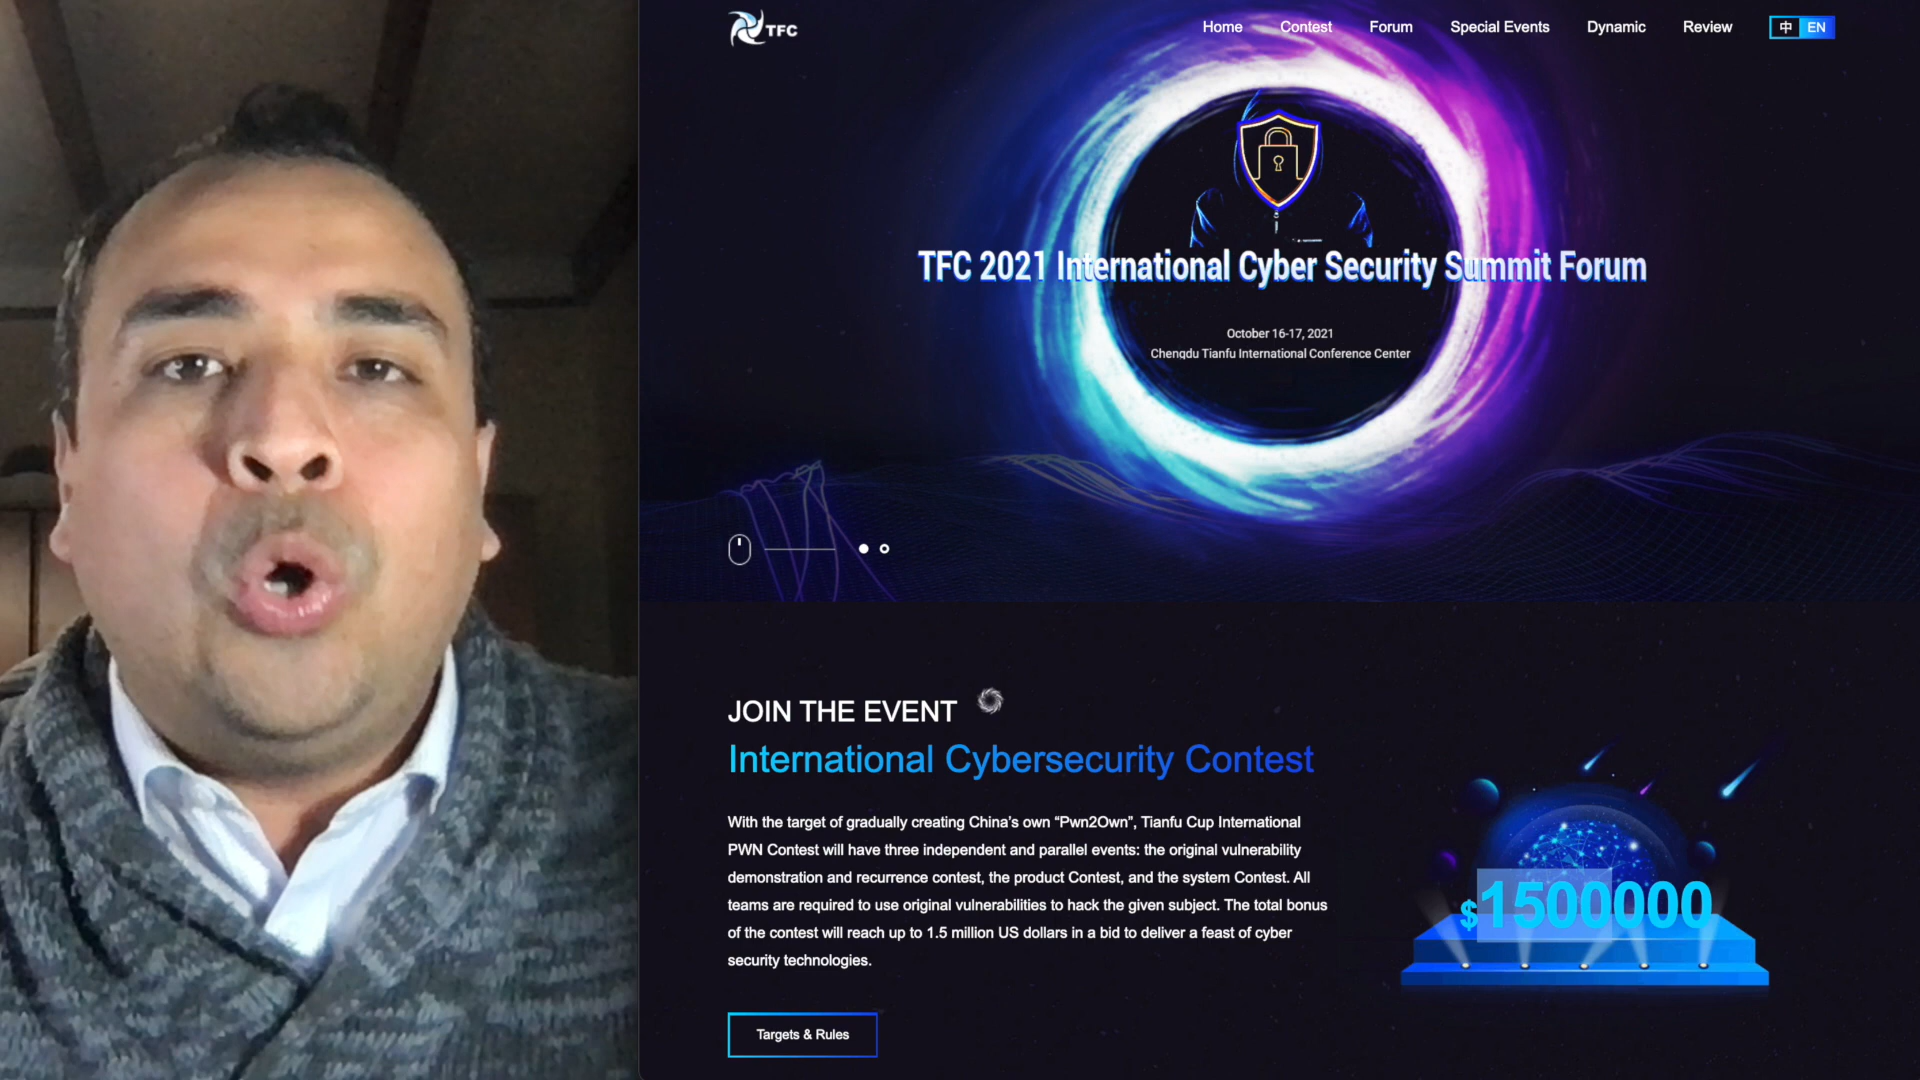 TFC
Home Contest Forum Special Events Dynamic Review 中 EN
TFC 2021 International Cyber Security Summit Forum
October 16-17, 2021
Chengdu Tianfu International Conference Center
JOIN THE EVENT
International Cybersecurity Contest
With the target of gradually creating China's own “Pwn2Own”, Tianfu Cup International
PWN Contest will have three independent and parallel events: the original vulnerability
demonstration and recurrence contest, the product Contest, and the system Contest. All
teams are required to use original vulnerabilities to hack the given subject. The total bonus
of the contest will reach up to 1.5 million US dollars in a bid to deliver a feast of cyber
security technologies.
$1500000
Targets & Rules